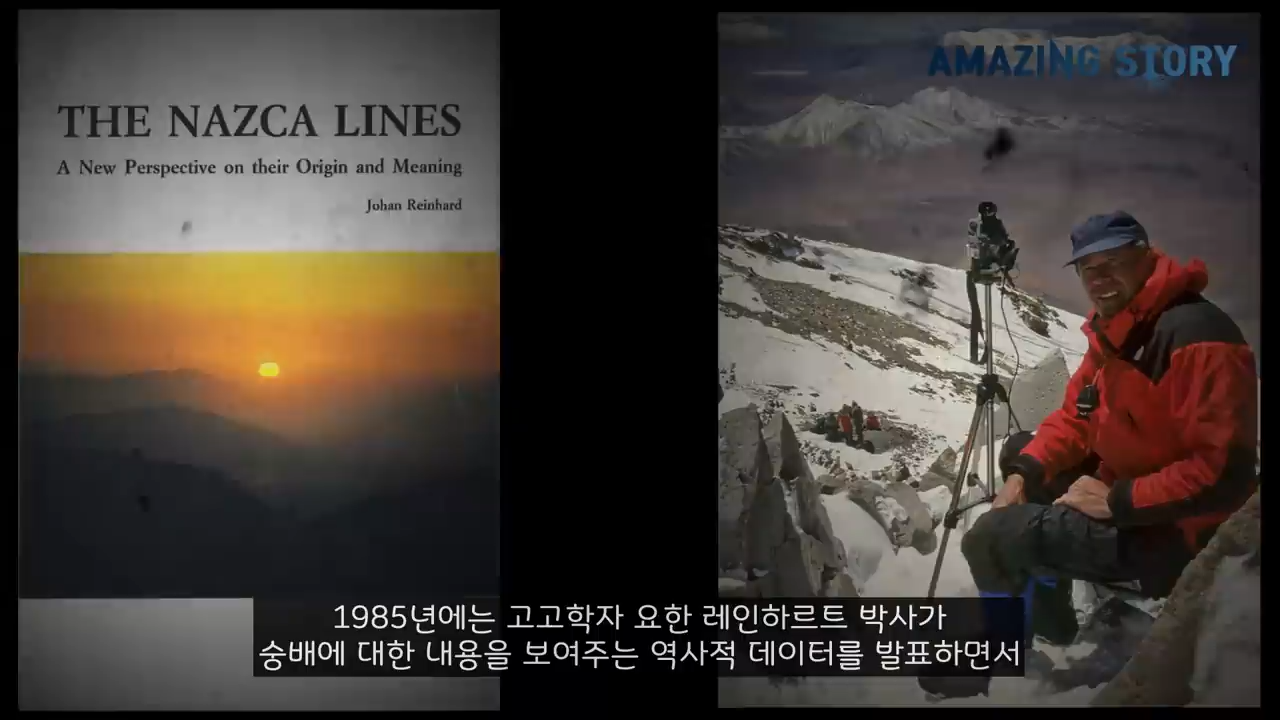 THE NAZCA LINES
A New Perspective on their Origin and Meaning
Johan Reinhard
AMAZING STORY
1985년에는 고고학자 요한 레인하르트 박사가
숭배에 대한 내용을 보여주는 역사적 데이터를 발표하면서